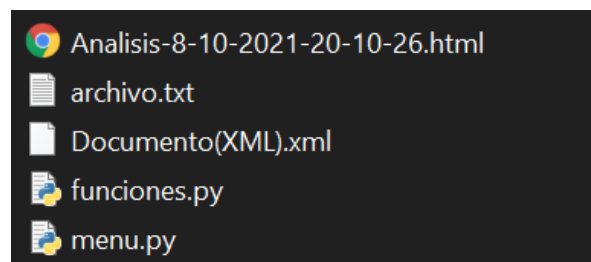 Analisis-8-10-2021-20-10-26.html
archivo.txt
Documento(XML).xml
funciones.py
menu.py